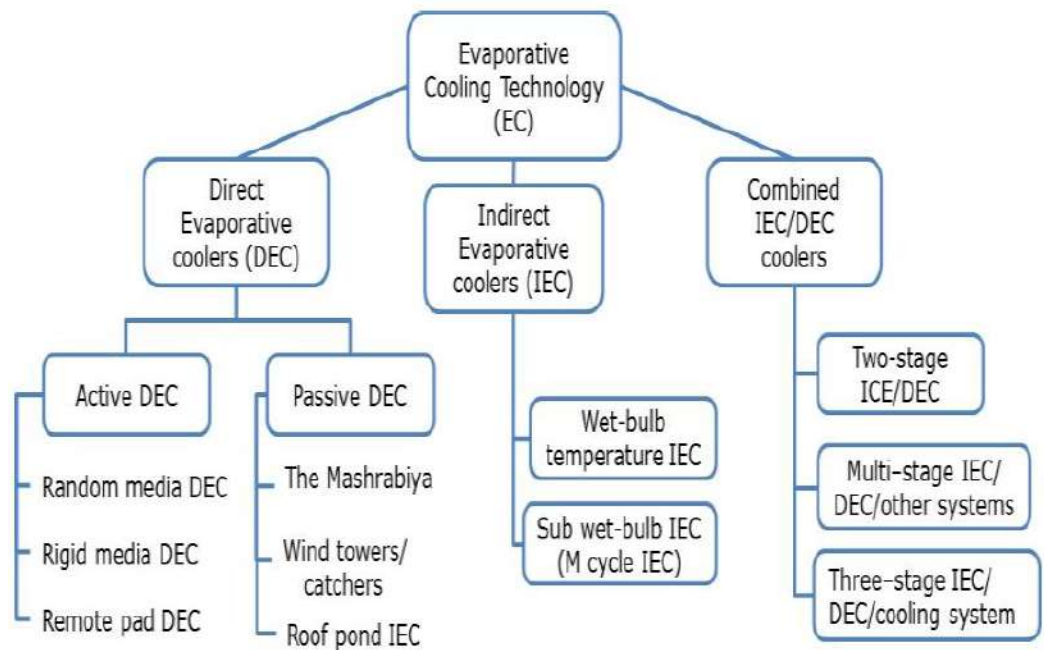 Evaporative
Cooling Technology
(EC)
Direct
Evaporative
coolers (DEC)
Indirect
Evaporative
coolers (IEC)
Combined
IEC/DEC
coolers
Active DEC
Random media DEC
Rigid media DEC
Remote pad DEC
Passive DEC
The Mashrabiya
Wind towers/
catchers
Roof pond IEC
Wet-bulb
temperature IEC
Sub wet-bulb IEC
(M cycle IEC)
Two-stage
ICE/DEC
Multi-stage IEC/
DEC/other systems
Three-stage IEC/
DEC/cooling system